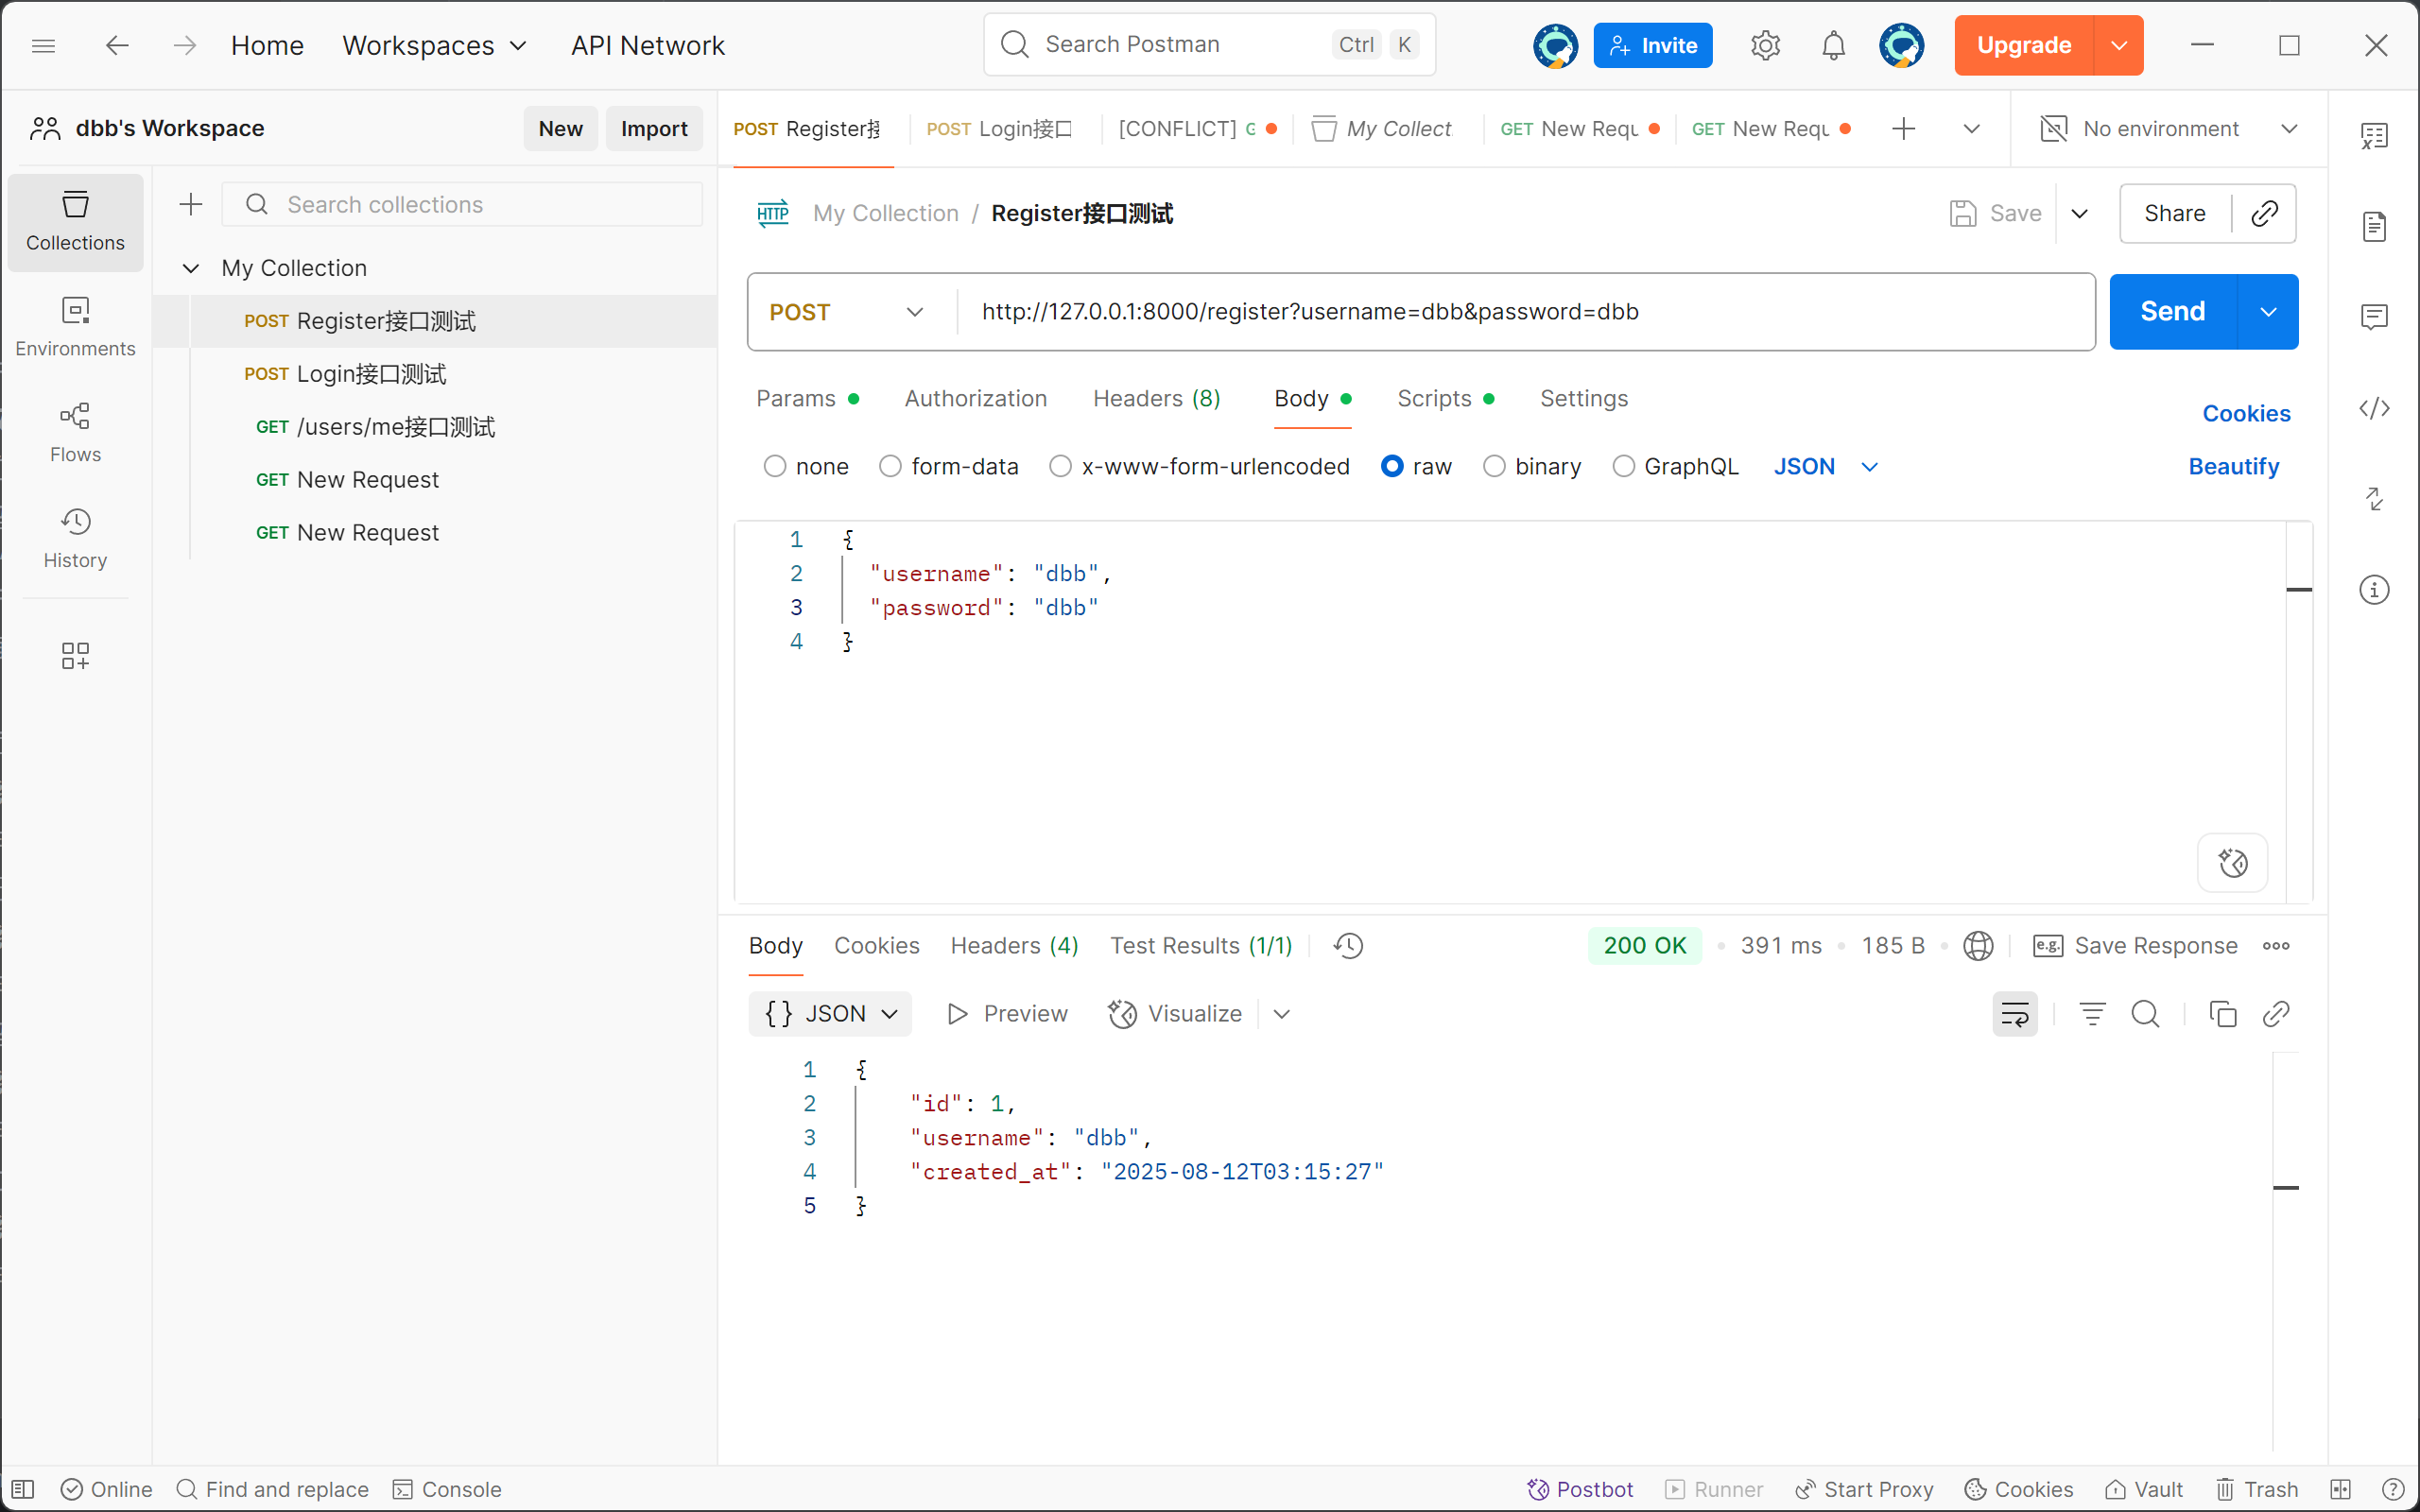 Home Workspaces API Network Search Postman Ctrl K Invite Upgrade
dbb's Workspace New Import POST Register POST Login接口 [CONFLICT] G My Collect GET New Requ GET New Requ No environment
Collections
Environments
Flows
History
Search collections
My Collection
POST Register接口测试
POST Login接口测试
GET /users/me接口测试
GET New Request
GET New Request
HTTP My Collection / Register接口测试 Save Share
POST http://127.0.0.1:8000/register?username=dbb&password=dbb Send
Params Authorization Headers (8) Body Scripts Settings Cookies
none form-data x-www-form-urlencoded raw binary GraphQL JSON Beautify
1 {
2 "username": "dbb",
3 "password": "dbb"
4 }
Body Cookies Headers (4) Test Results (1/1) 200 OK 391 ms 185 B e.g. Save Response
{} JSON Preview Visualize
1 {
2 "id": 1,
3 "username": "dbb",
4 "created_at": "2025-08-12T03:15:27"
5 }
Online Find and replace Console Postbot Runner Start Proxy Cookies Vault Trash